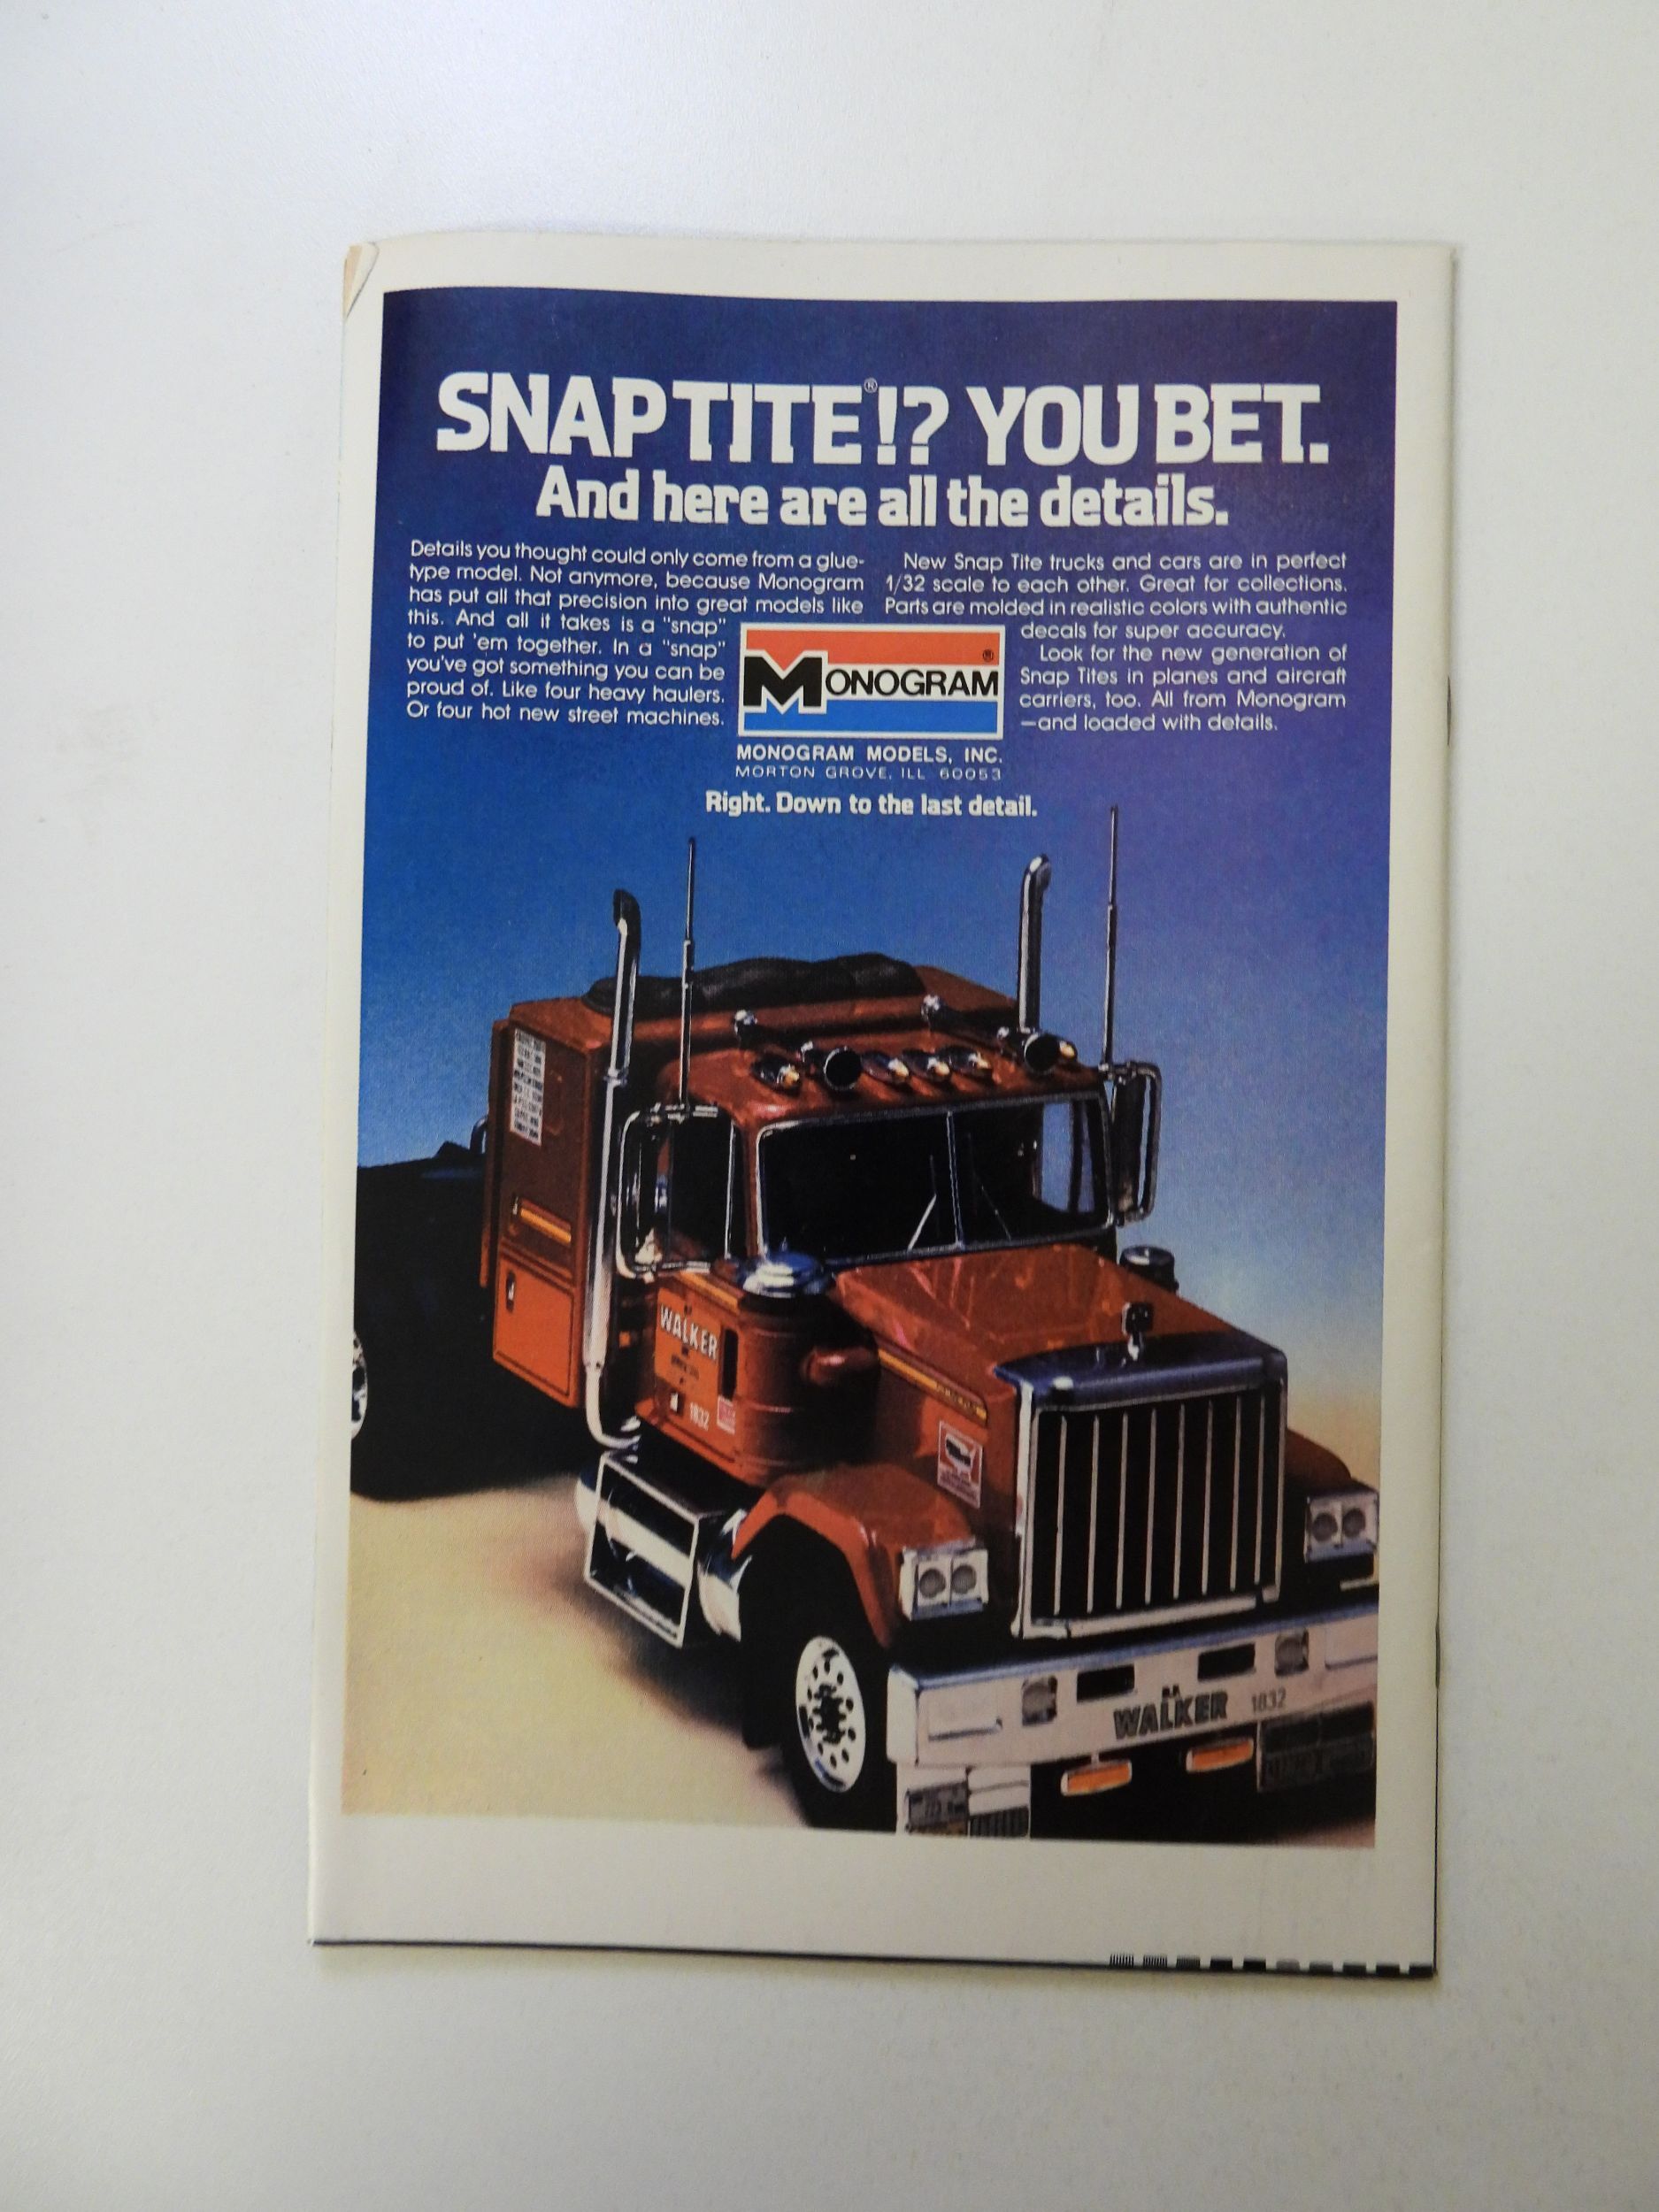 SNAP TITE®!? YOU BET.
And here are all the details.
Details you thought could only come from a glue-
type model. Not anymore, because Monogram
has put all that precision into great models like
this. And all it takes is a "snap"
to put 'em together. In a "snap"
you've got something you can be
proud of. Like four heavy haulers.
Or four hot new street machines.
New Snap Tite trucks and cars are in perfect
1/32 scale to each other. Great for collections.
Parts are molded in realistic colors with authentic
decals for super accuracy.
Look for the new generation of
Snap Tites in planes and aircraft
carriers, too. All from Monogram
—and loaded with details.
MONOGRAM®
MONOGRAM MODELS, INC.
MORTON GROVE, ILL 60053
Right. Down to the last detail.
WALKER
1832
WALKER 1832